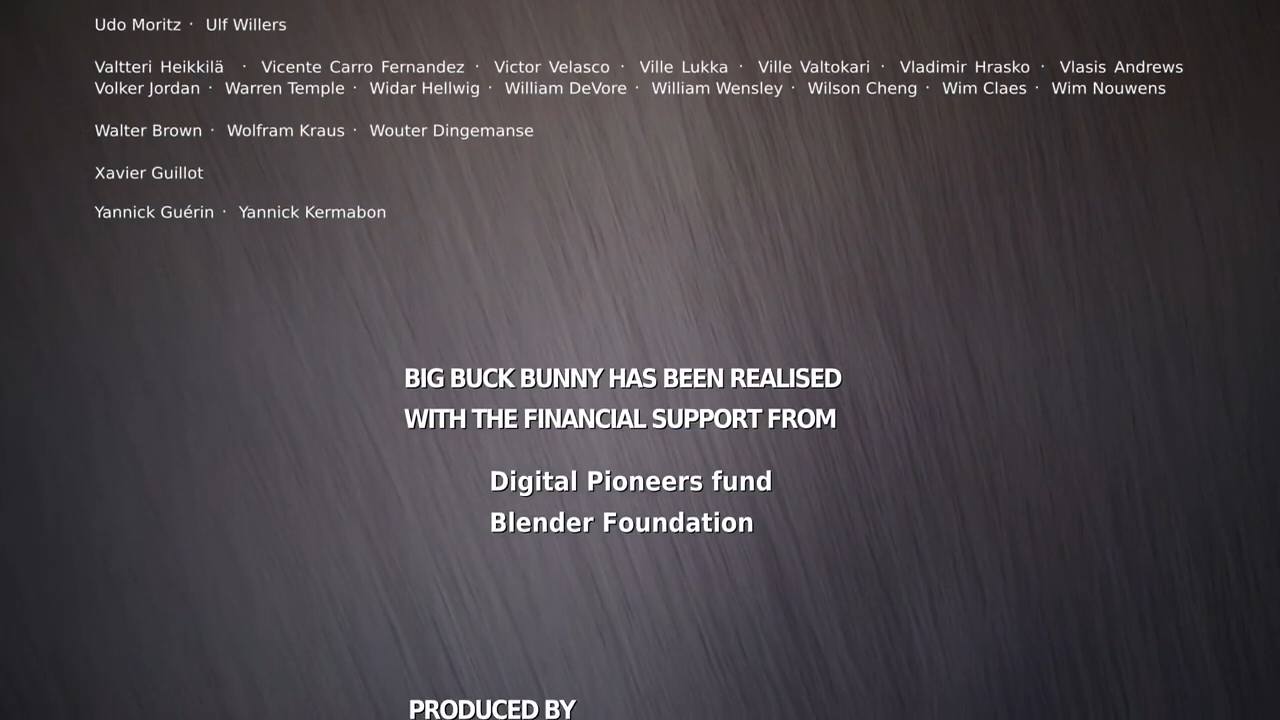 Udo Moritz · Ulf Willers
Valtteri Heikkilä · Vicente Carro Fernandez · Victor Velasco · Ville Lukka · Ville Valtokari · Vladimir Hrasko · Vlasis Andrews
Volker Jordan · Warren Temple · Widar Hellwig · William DeVore · William Wensley · Wilson Cheng · Wim Claes · Wim Nouwens
Walter Brown · Wolfram Kraus · Wouter Dingemanse
Xavier Guillot
Yannick Guérin · Yannick Kermabon
BIG BUCK BUNNY HAS BEEN REALISED
WITH THE FINANCIAL SUPPORT FROM
Digital Pioneers fund
Blender Foundation
PRODUCED BY